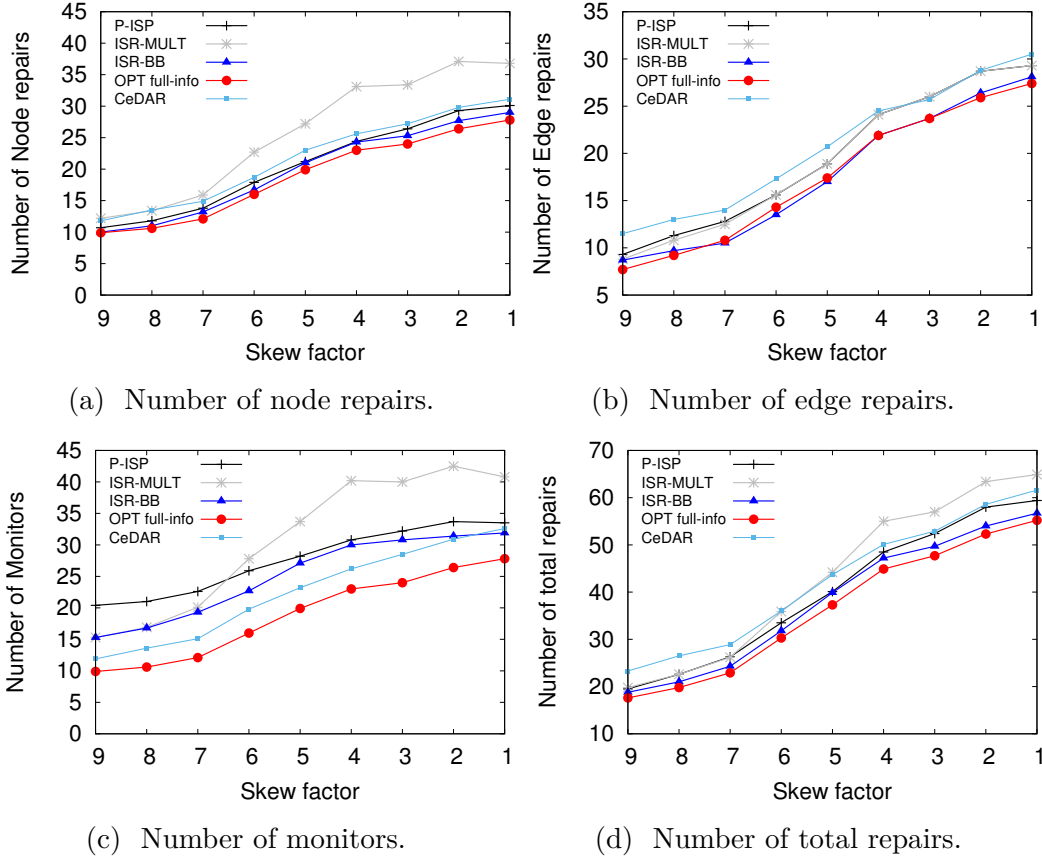 45
40
35
30
25
20
15
10
5
0
Number of Node repairs
P-ISP
ISR-MULT
ISR-BB
OPT full-info
CeDAR
9 8 7 6 5 4 3 2 1
Skew factor
(a) Number of node repairs.
35
30
25
20
15
10
5
Number of Edge repairs
P-ISP
ISR-MULT
ISR-BB
OPT full-info
CeDAR
9 8 7 6 5 4 3 2 1
Skew factor
(b) Number of edge repairs.
45
40
35
30
25
20
15
10
5
0
Number of Monitors
P-ISP
ISR-MULT
ISR-BB
OPT full-info
CeDAR
9 8 7 6 5 4 3 2 1
Skew factor
(c) Number of monitors.
70
60
50
40
30
20
10
Number of total repairs
P-ISP
ISR-MULT
ISR-BB
OPT full-info
CeDAR
9 8 7 6 5 4 3 2 1
Skew factor
(d) Number of total repairs.